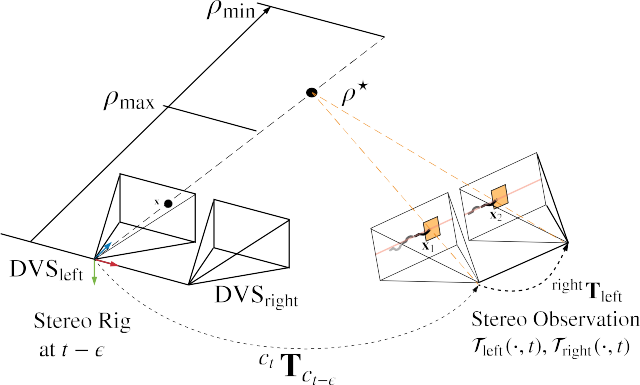 ρmin
ρmax
ρ⋆
x
x₁
x₂
DVSleft
DVSright
rightTleft
Stereo Rig
at t − ϵ
Stereo Observation
𝒯left(·, t), 𝒯right(·, t)
cₜTcₜ₋ϵ